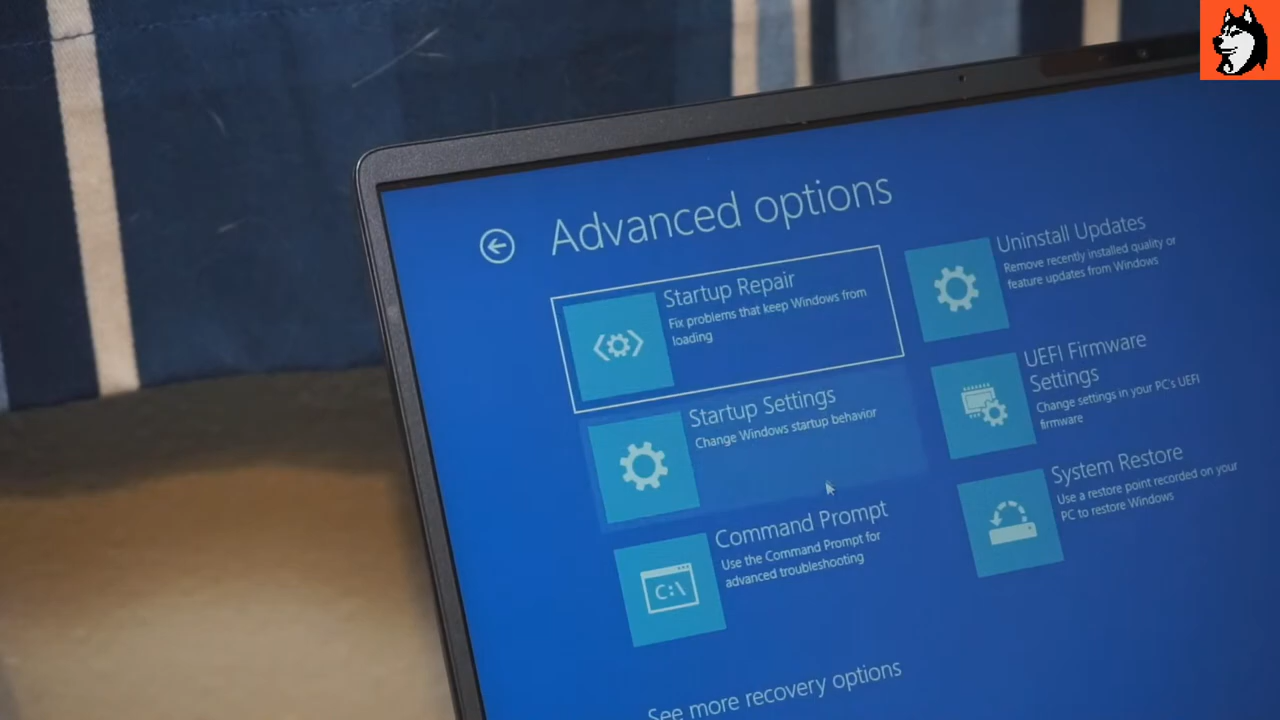 Advanced options
Startup Repair
Fix problems that keep Windows from
loading
Startup Settings
Change Windows startup behavior
Command Prompt
Use the Command Prompt for
advanced troubleshooting
C:\
Uninstall Updates
Remove recently installed quality or
feature updates from Windows
UEFI Firmware
Settings
Change settings in your PC's UEFI
firmware
System Restore
Use a restore point recorded on your
PC to restore Windows
See more recovery options